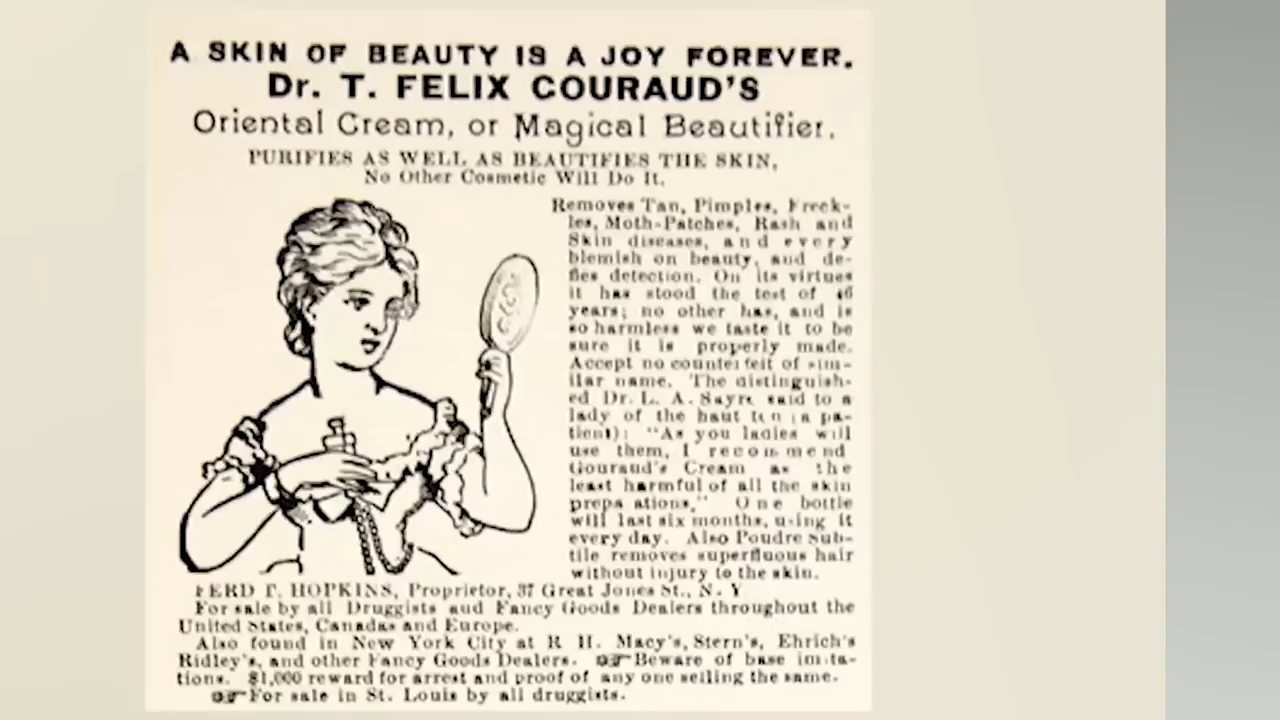 A SKIN OF BEAUTY IS A JOY FOREVER.
Dr. T. FELIX GOURAUD'S
Oriental Cream, or Magical Beautifier.
PURIFIES AS WELL AS BEAUTIFIES THE SKIN,
No Other Cosmetic Will Do It.
Removes Tan, Pimples, Freck-
les, Moth-Patches, Rash and
Skin diseases, and every
blemish on beauty, and de-
fies detection. On its virtues
it has stood the test of 46
years; no other has, and is
so harmless we taste it to be
sure it is properly made.
Accept no counterfeit of sim-
ilar name. The distinguish-
ed Dr. L. A. Sayre said to a
lady of the haut ton (a pa-
tient): "As you ladies will
use them, I recommend
Gouraud's Cream as the
least harmful of all the skin
prepa ations." One bottle
will last six months, using it
every day. Also Poudre Sub-
tile removes superfluous hair
without injury to the skin.
FERD T. HOPKINS, Proprietor, 37 Great Jones St., N. Y
For sale by all Druggists and Fancy Goods Dealers throughout the
United States, Canadas and Europe.
Also found in New York City at R H. Macy's, Stern's, Ehrich's
Ridley's, and other Fancy Goods Dealers. ☞ Beware of base imita-
tions. $1,000 reward for arrest and proof of any one selling the same.
☞ For sale in St. Louis by all druggists.